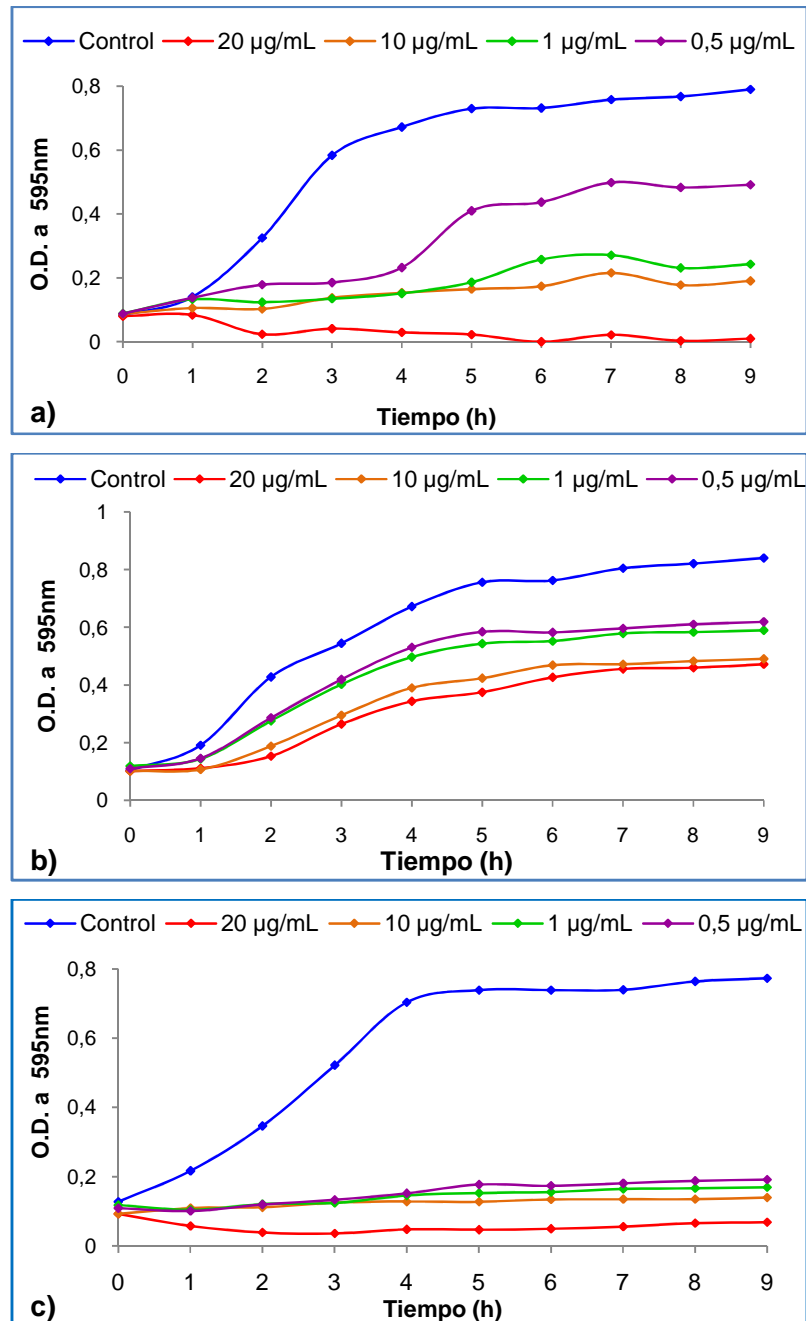 Control 20 µg/mL 10 µg/mL 1 µg/mL 0,5 µg/mL
0,8
0,6
0,4
0,2
0
O.D. a 595nm
0 1 2 3 4 5 6 7 8 9
a)
Tiempo (h)
Control 20 µg/mL 10 µg/mL 1 µg/mL 0,5 µg/mL
1
0,8
0,6
0,4
0,2
0
O.D. a 595nm
0 1 2 3 4 5 6 7 8 9
b)
Tiempo (h)
Control 20 µg/mL 10 µg/mL 1 µg/mL 0,5 µg/mL
0,8
0,6
0,4
0,2
0
O.D. a 595nm
0 1 2 3 4 5 6 7 8 9
c)
Tiempo (h)